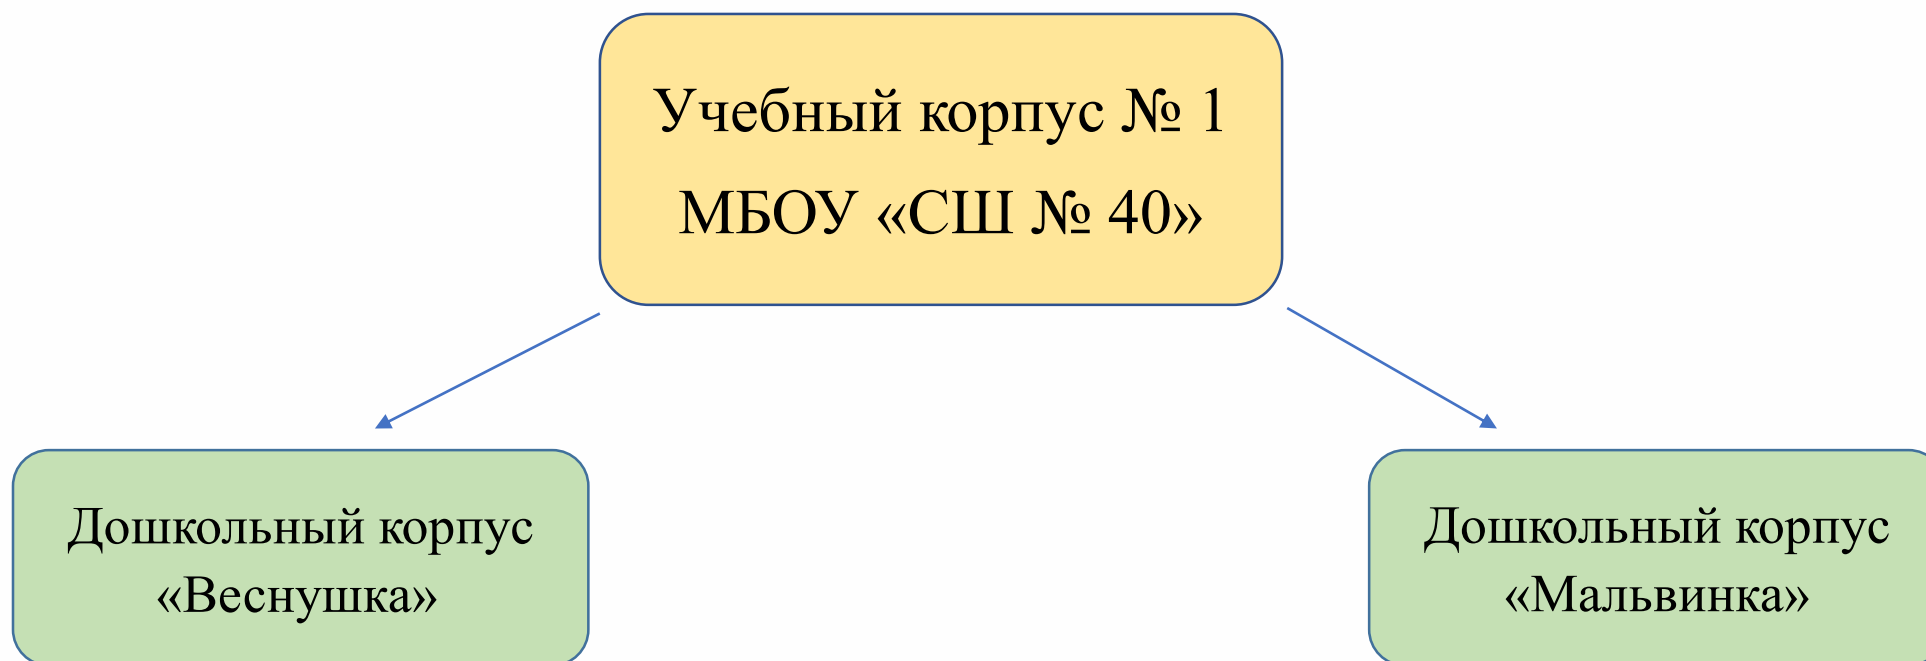 Учебный корпус № 1
МБОУ «СШ № 40»
Дошкольный корпус
«Веснушка»
Дошкольный корпус
«Мальвинка»